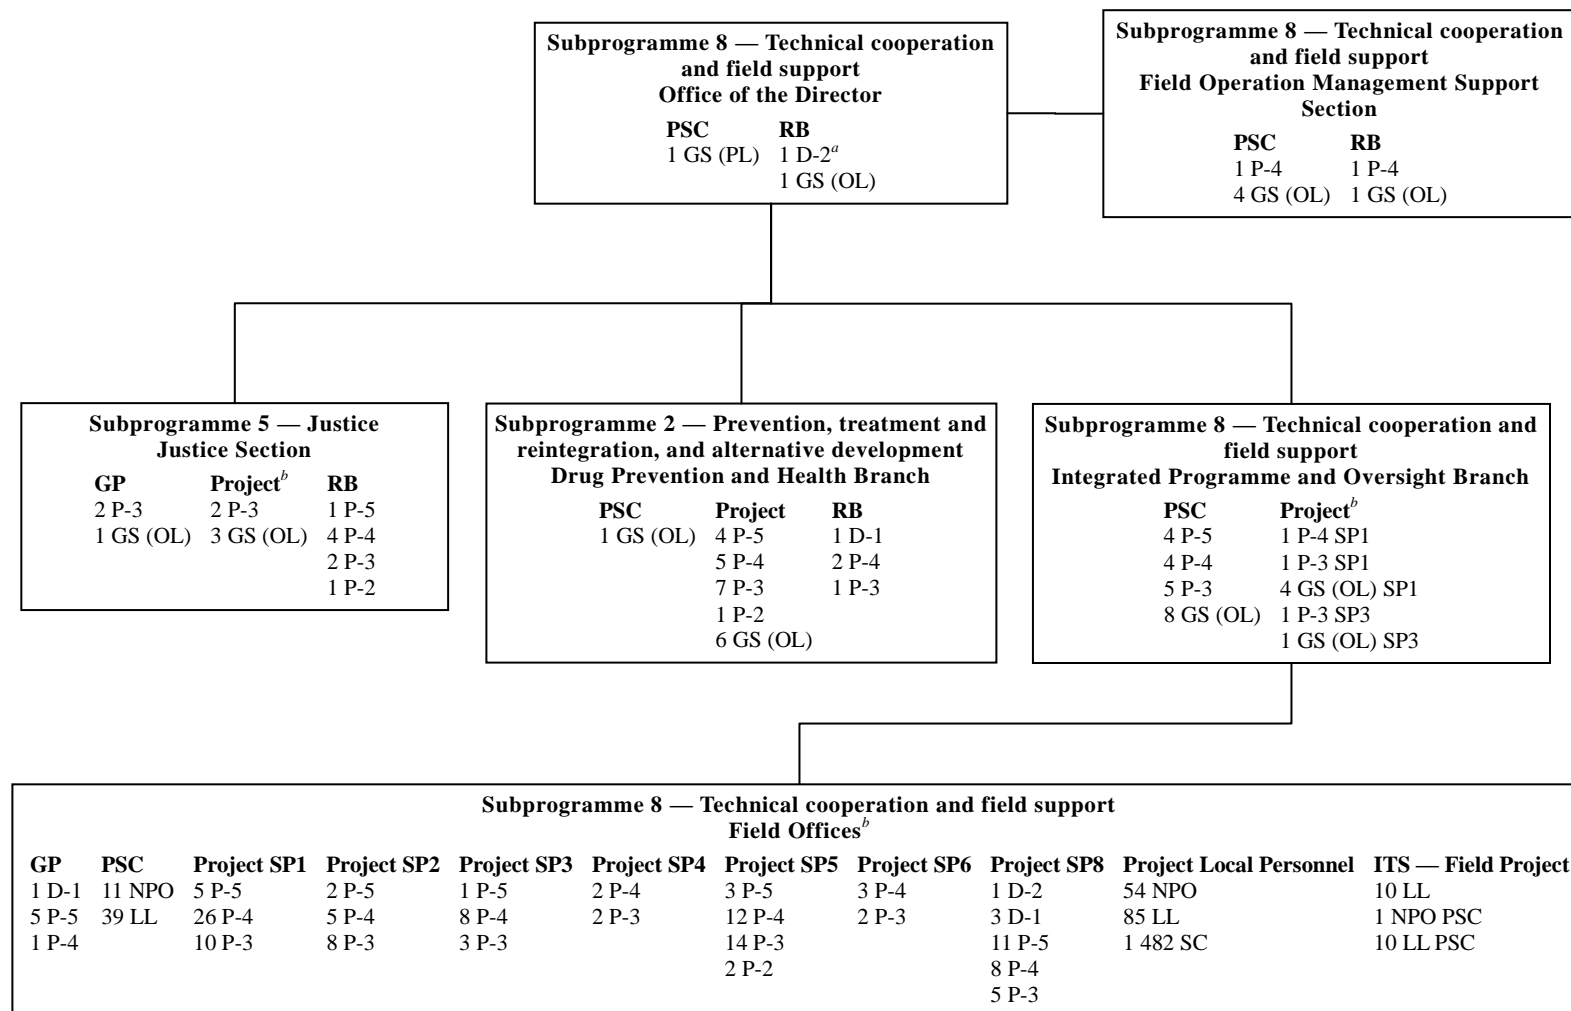 Subprogramme 8 — Technical cooperation
and field support
Office of the Director
PSC RB
1 GS (PL) 1 D-2a
1 GS (OL)
Subprogramme 8 — Technical cooperation
and field support
Field Operation Management Support
Section
PSC RB
1 P-4 1 P-4
4 GS (OL) 1 GS (OL)
Subprogramme 5 — Justice
Justice Section
GP Projectb RB
2 P-3 2 P-3 1 P-5
1 GS (OL) 3 GS (OL) 4 P-4
2 P-3
1 P-2
Subprogramme 2 — Prevention, treatment and
reintegration, and alternative development
Drug Prevention and Health Branch
PSC Project RB
1 GS (OL) 4 P-5 1 D-1
5 P-4 2 P-4
7 P-3 1 P-3
1 P-2
6 GS (OL)
Subprogramme 8 — Technical cooperation and
field support
Integrated Programme and Oversight Branch
PSC Projectb
4 P-5 1 P-4 SP1
4 P-4 1 P-3 SP1
5 P-3 4 GS (OL) SP1
8 GS (OL) 1 P-3 SP3
1 GS (OL) SP3
Subprogramme 8 — Technical cooperation and field support
Field Officesb
GP PSC Project SP1 Project SP2 Project SP3 Project SP4 Project SP5 Project SP6 Project SP8 Project Local Personnel ITS — Field Project
1 D-1 11 NPO 5 P-5 2 P-5 1 P-5 2 P-4 3 P-5 3 P-4 1 D-2 54 NPO 10 LL
5 P-5 39 LL 26 P-4 5 P-4 8 P-4 2 P-3 12 P-4 2 P-3 3 D-1 85 LL 1 NPO PSC
1 P-4 10 P-3 8 P-3 3 P-3 14 P-3 11 P-5 1 482 SC 10 LL PSC
2 P-2 8 P-4
5 P-3